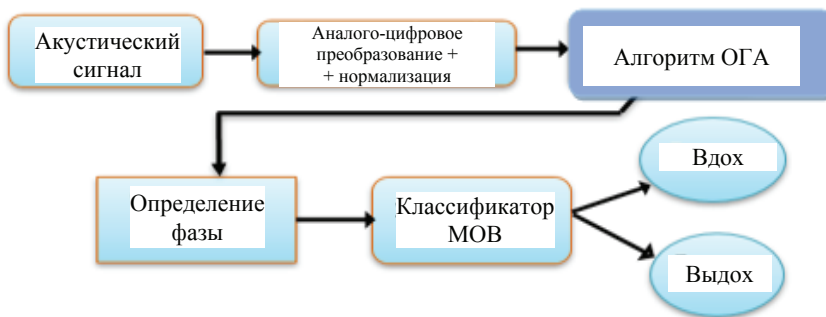 Акустический
сигнал
Аналого-цифровое
преобразование +
+ нормализация
Алгоритм ОГА
Определение
фазы
Классификатор
МОВ
Вдох
Выдох